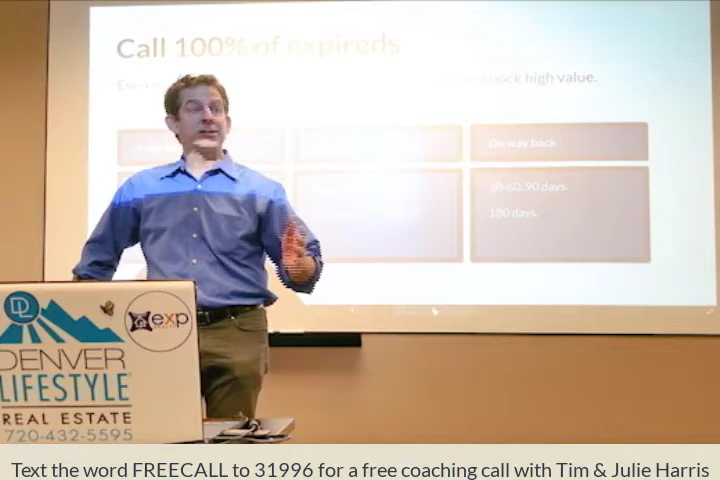 Call 100% of expireds
high value.
Do way back
30-60, 90 days
180 days
DL
exp
DENVER
LIFESTYLE
REAL ESTATE
720-432-5595
Text the word FREECALL to 31996 for a free coaching call with Tim & Julie Harris